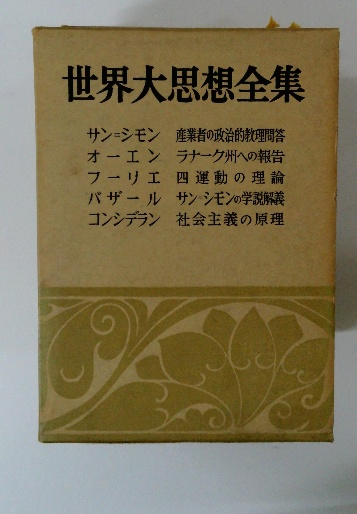 世界大思想全集
サン=シモン 産業者の政治的教理問答
オーエン ラナーク州への報告
フーリエ 四運動の理論
バザール サン=シモンの学説解義
コンシデラン 社会主義の原理